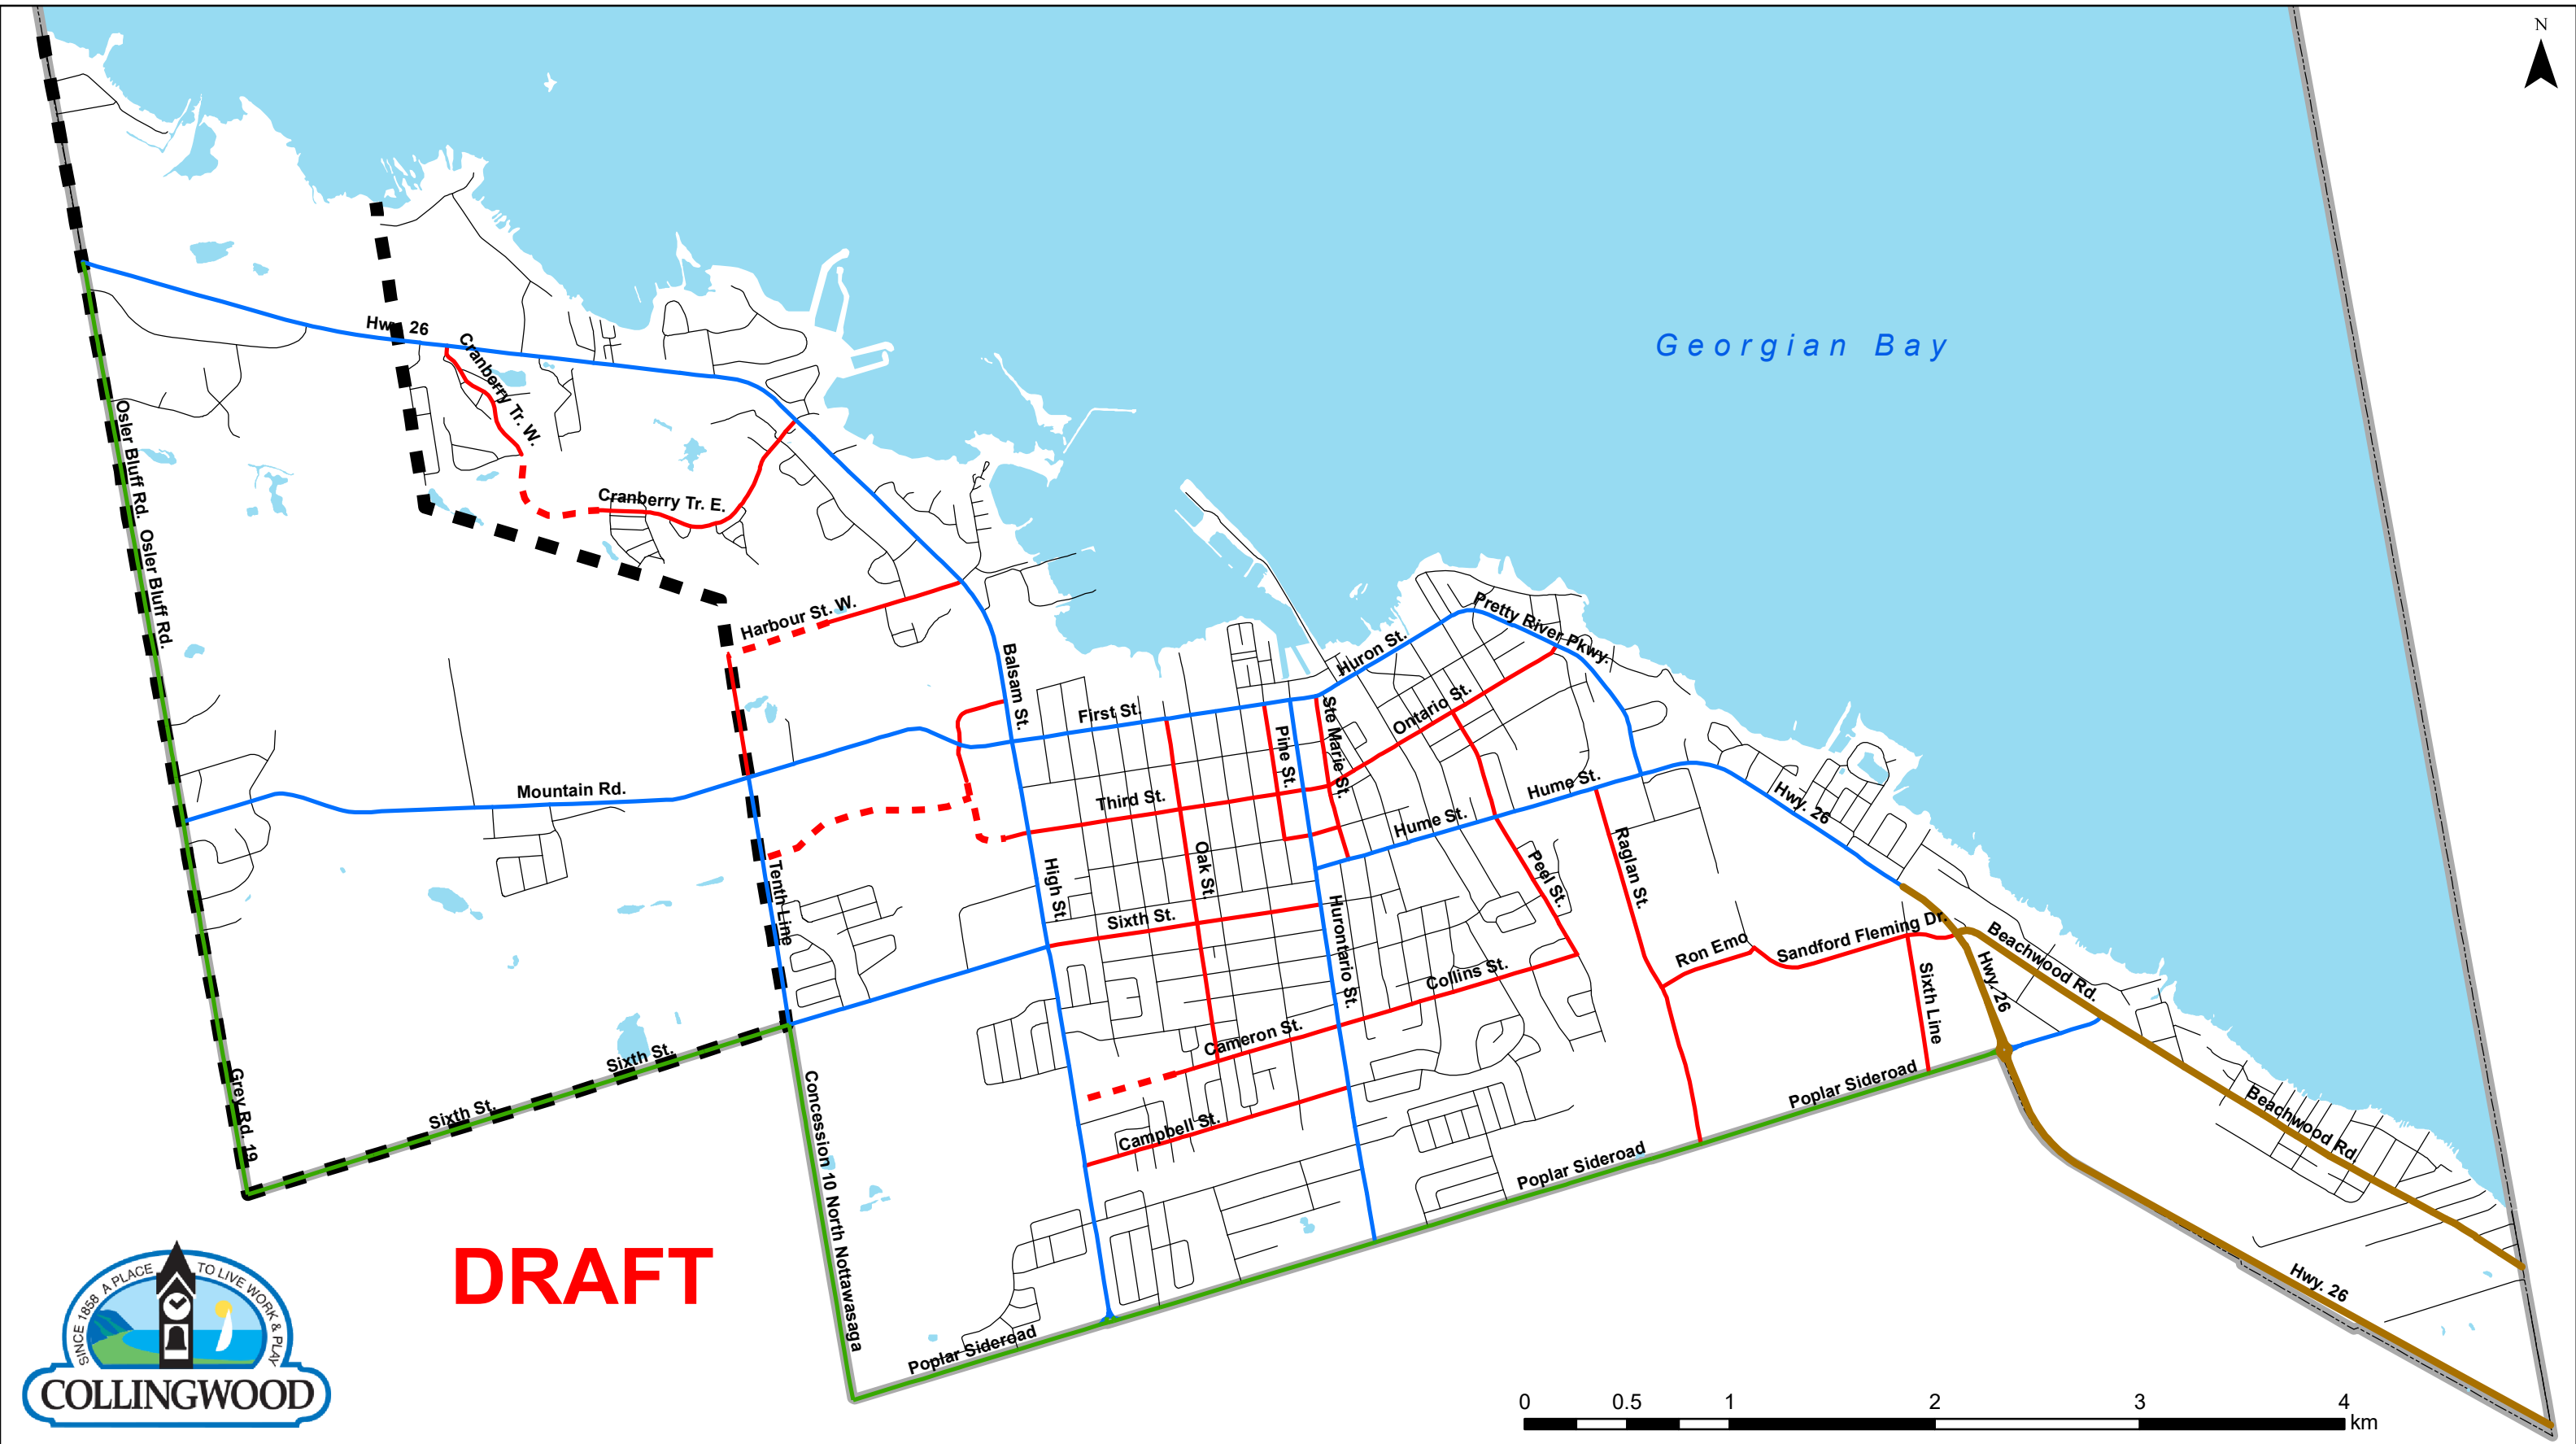 N
Georgian Bay
Hwy. 26
Cranberry Tr. W.
Cranberry Tr. E.
Osler Bluff Rd.
Osler Bluff Rd.
Harbour St. W.
Balsam St.
First St.
Huron St.
Pretty River Pkwy.
Ontario St.
Ste Marie St.
Pine St.
Mountain Rd.
Third St.
Hume St.
Hume St.
Hwy. 26
Tenth Line
High St.
Oak St.
Peel St.
Raglan St.
Sixth St.
Hurontario St.
Collins St.
Ron Emo
Sandford Fleming Dr.
Beachwood Rd.
Hwy. 26
Sixth Line
Cameron St.
Sixth St.
Sixth St.
Grey Rd. 19
Concession 10 North Nottawasaga
Campbell St.
Poplar Sideroad
Poplar Sideroad
Poplar Sideroad
Beachwood Rd.
Hwy. 26
DRAFT
SINCE 1858 A PLACE TO LIVE WORK & PLAY
COLLINGWOOD
0 0.5 1 2 3 4
km